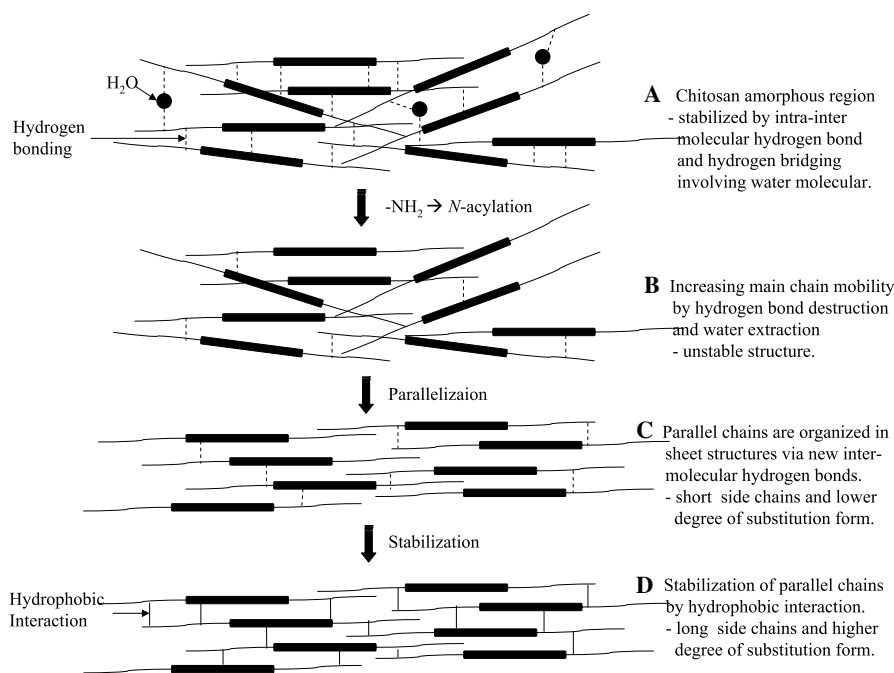 H₂O
Hydrogen
bonding
A Chitosan amorphous region
- stabilized by intra-inter
molecular hydrogen bond
and hydrogen bridging
involving water molecular.
-NH₂ → N-acylation
B Increasing main chain mobility
by hydrogen bond destruction
and water extraction
- unstable structure.
Parallelizaion
C Parallel chains are organized in
sheet structures via new inter-
molecular hydrogen bonds.
- short side chains and lower
degree of substitution form.
Stabilization
Hydrophobic
Interaction
D Stabilization of parallel chains
by hydrophobic interaction.
- long side chains and higher
degree of substitution form.